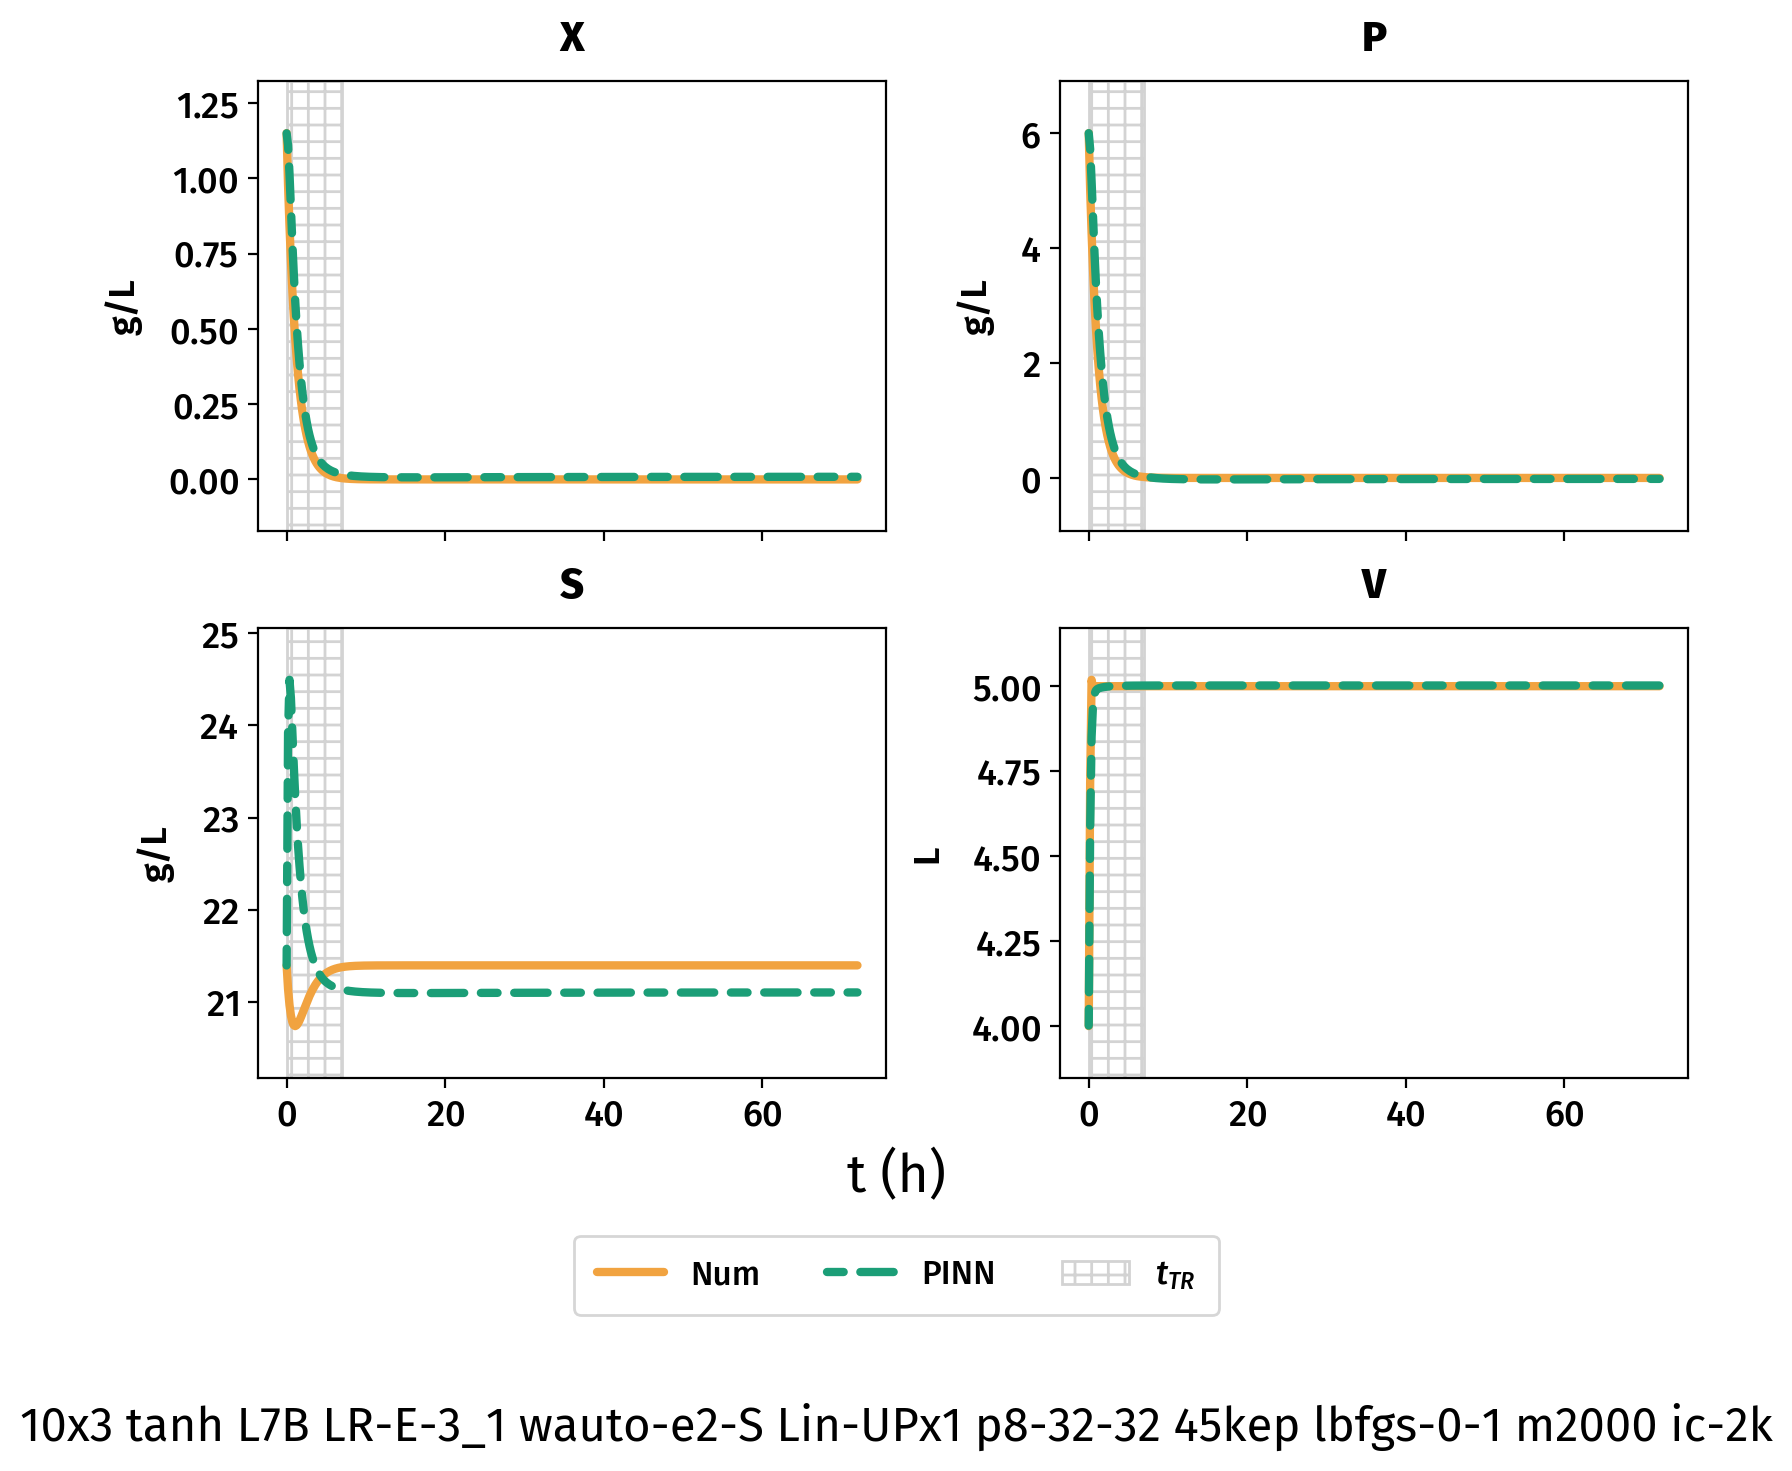 X
P
1.25
1.00
0.75
0.50
0.25
0.00
g/L
6
4
2
0
g/L
S
V
25
24
23
22
21
g/L
0 20 40 60
5.00
4.75
4.50
4.25
4.00
L
0 20 40 60
t (h)
Num PINN tTR
10x3 tanh L7B LR-E-3_1 wauto-e2-S Lin-UPx1 p8-32-32 45kep lbfgs-0-1 m2000 ic-2k